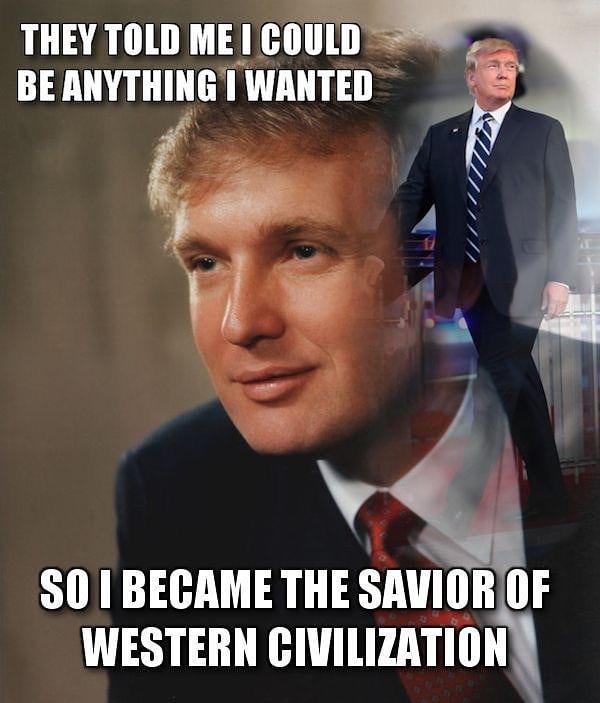 THEY TOLD ME I COULD
BE ANYTHING I WANTED
SO I BECAME THE SAVIOR OF
WESTERN CIVILIZATION